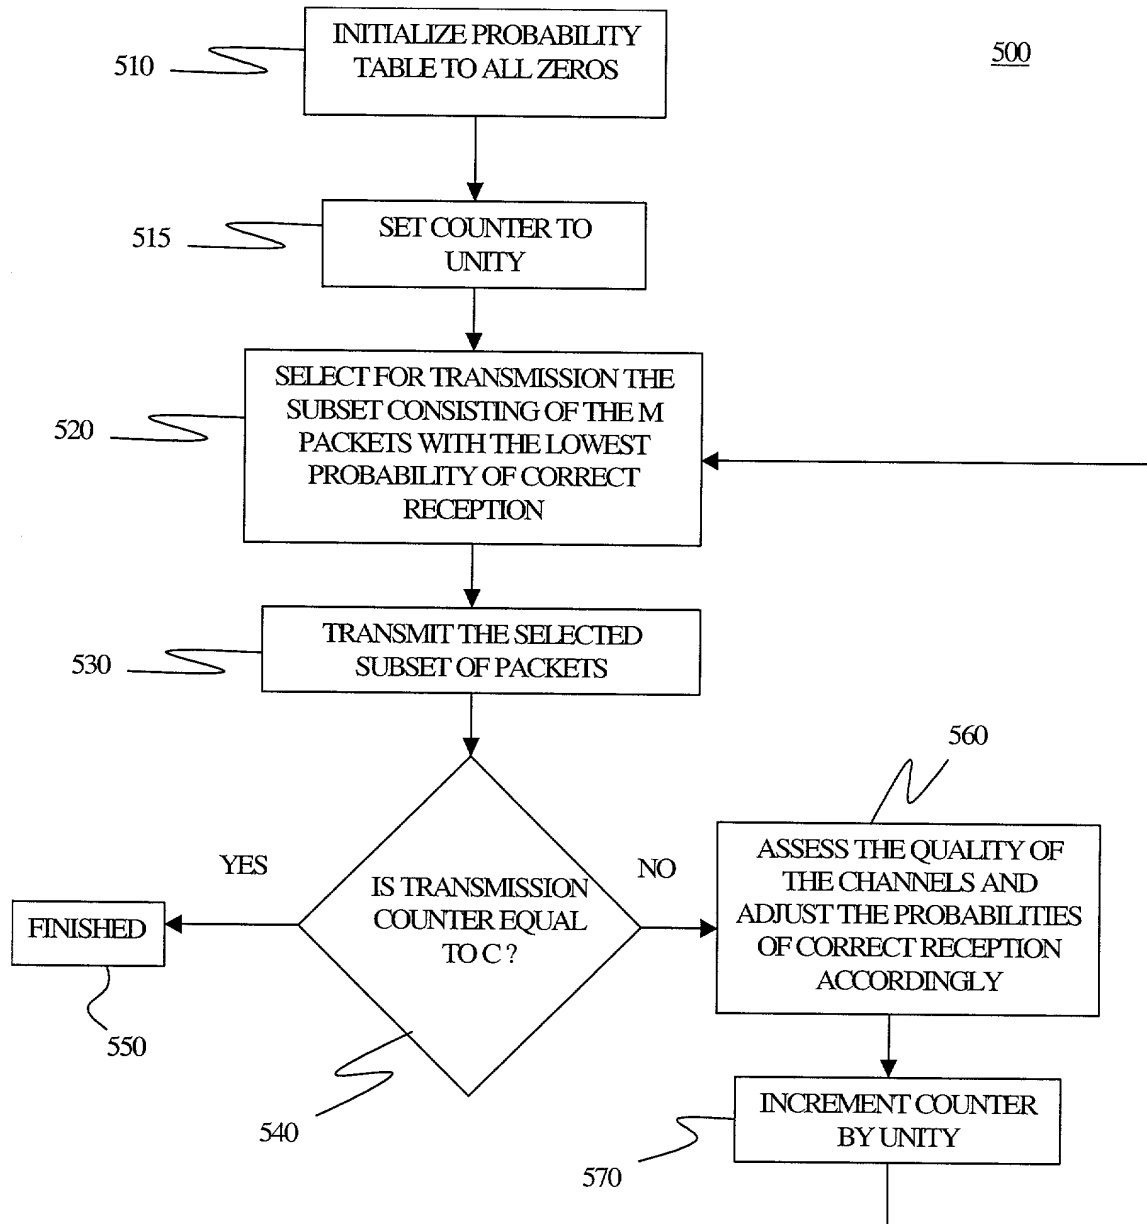 INITIALIZE PROBABILITY
TABLE TO ALL ZEROS
510
500
515
SET COUNTER TO
UNITY
SELECT FOR TRANSMISSION THE
SUBSET CONSISTING OF THE M
PACKETS WITH THE LOWEST
PROBABILITY OF CORRECT
RECEPTION
520
TRANSMIT THE SELECTED
SUBSET OF PACKETS
530
560
YES
IS TRANSMISSION
COUNTER EQUAL
TO C ?
NO
ASSESS THE QUALITY OF
THE CHANNELS AND
ADJUST THE PROBABILITIES
OF CORRECT RECEPTION
ACCORDINGLY
FINISHED
550
540
INCREMENT COUNTER
BY UNITY
570